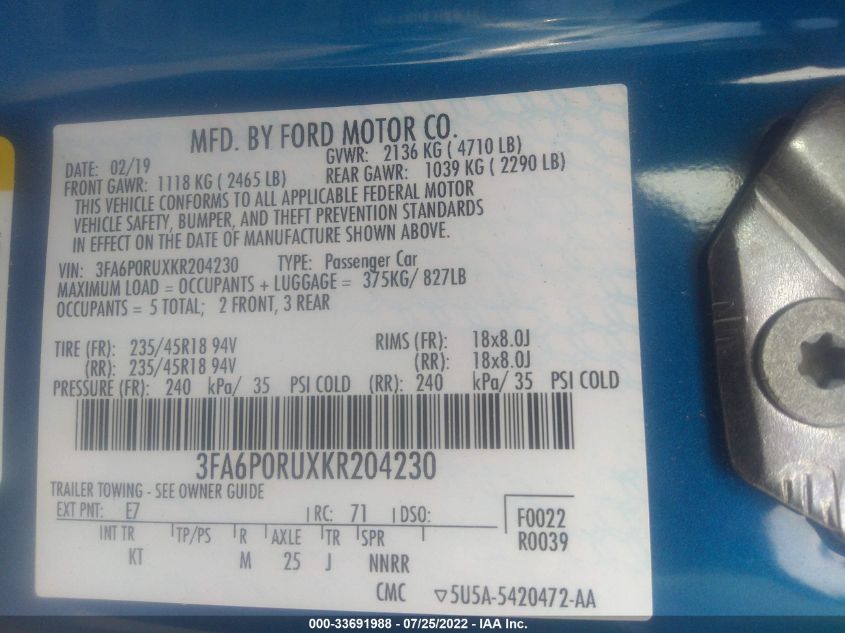 MFD. BY FORD MOTOR CO.
DATE: 02/19 GVWR: 2136 KG ( 4710 LB)
FRONT GAWR: 1118 KG ( 2465 LB) REAR GAWR: 1039 KG ( 2290 LB)
THIS VEHICLE CONFORMS TO ALL APPLICABLE FEDERAL MOTOR
VEHICLE SAFETY, BUMPER, AND THEFT PREVENTION STANDARDS
IN EFFECT ON THE DATE OF MANUFACTURE SHOWN ABOVE.
VIN: 3FA6P0RUXKR204230 TYPE: Passenger Car
MAXIMUM LOAD = OCCUPANTS + LUGGAGE = 375KG/ 827LB
OCCUPANTS = 5 TOTAL; 2 FRONT, 3 REAR
TIRE (FR): 235/45R18 94V RIMS (FR): 18x8.0J
(RR): 235/45R18 94V (RR): 18x8.0J
PRESSURE (FR): 240 kPa/ 35 PSI COLD (RR): 240 kPa/ 35 PSI COLD
3FA6P0RUXKR204230
TRAILER TOWING - SEE OWNER GUIDE
EXT PNT: E7 RC: 71 DSO: F0022
INT TR TP/PS R AXLE TR SPR R0039
KT M 25 J NNRR
CMC ▽5U5A-5420472-AA
000-33691988 - 07/25/2022 - IAA Inc.